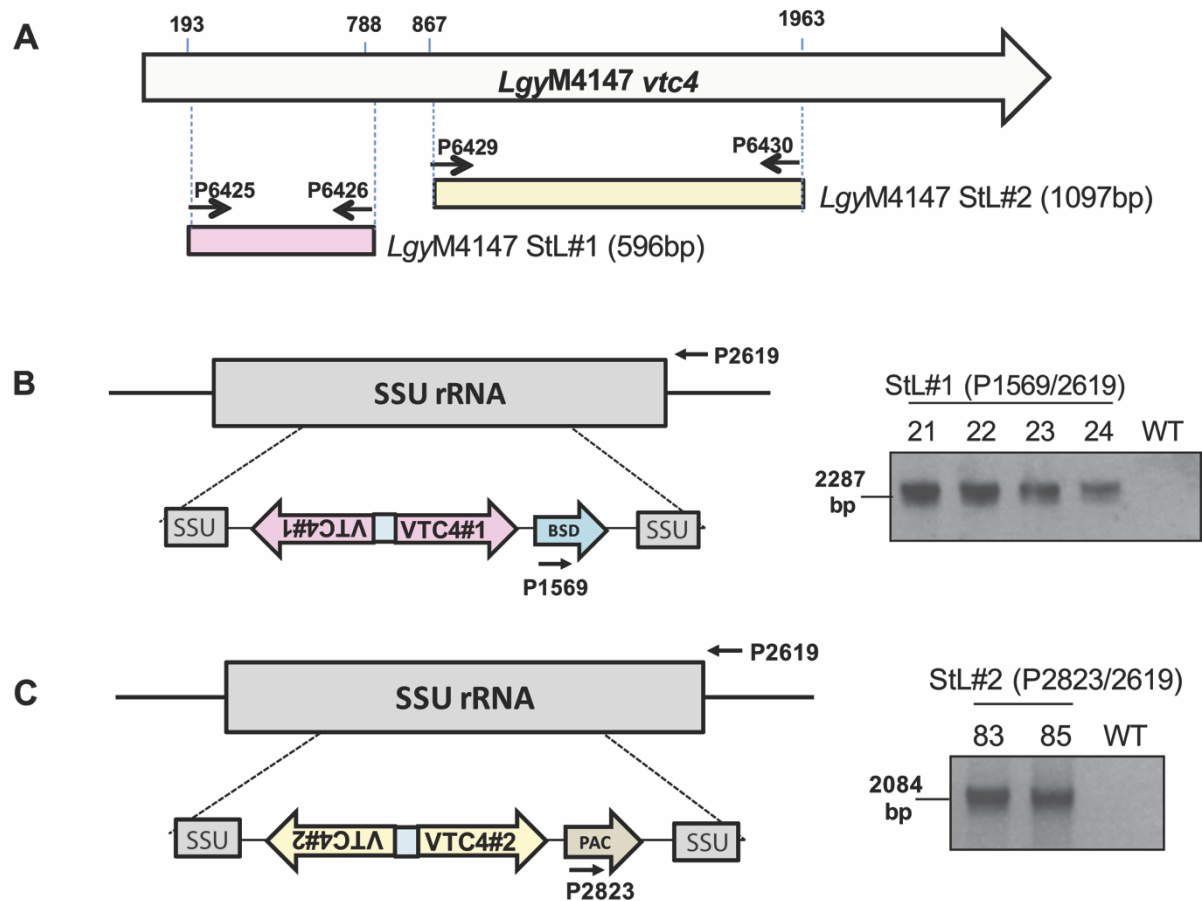 A
193 788 867 1963
LgyM4147 vtc4
P6429 P6430
P6425 P6426
LgyM4147 StL#2 (1097bp)
LgyM4147 StL#1 (596bp)
B
P2619
SSU rRNA
SSU VTC4#1 VTC4#1 BSD SSU
P1569
StL#1 (P1569/2619)
21 22 23 24 WT
2287
bp
C
P2619
SSU rRNA
SSU VTC4#2 VTC4#2 PAC SSU
P2823
StL#2 (P2823/2619)
83 85 WT
2084
bp